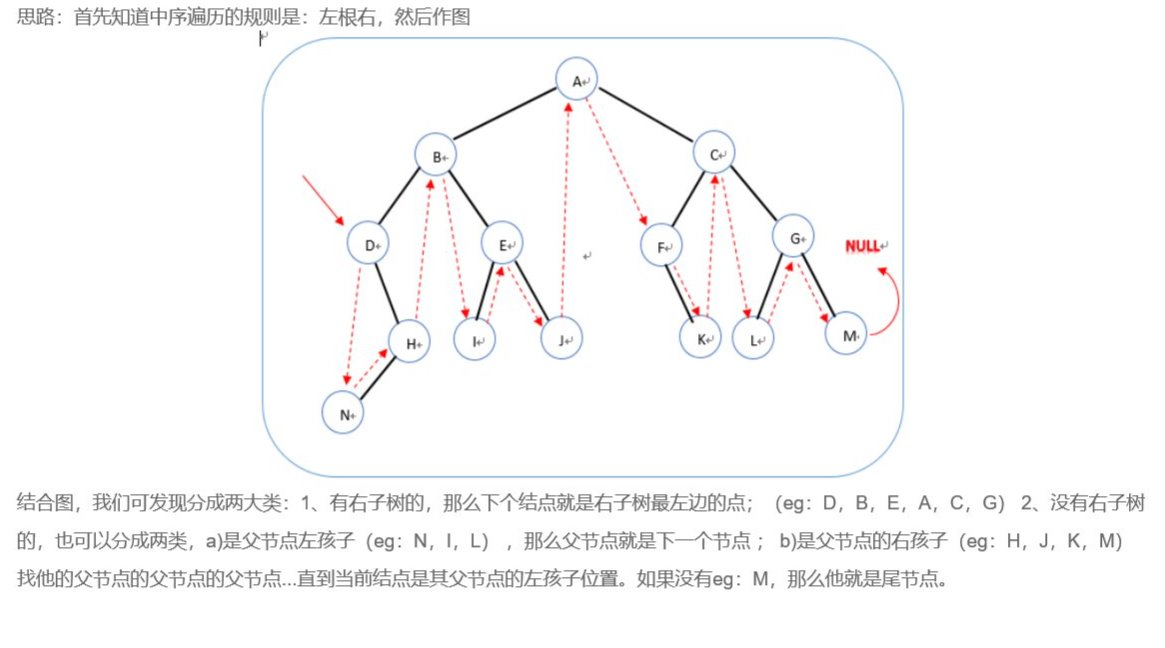 思路：首先知道中序遍历的规则是：左根右，然后作图
A
B
C
D
E
F
G
NULL
H
I
J
K
L
M
N
结合图，我们可发现分成两大类：1、有右子树的，那么下个结点就是右子树最左边的点；（eg：D，B，E，A，C，G） 2、没有右子树
的，也可以分成两类，a)是父节点左孩子（eg：N，I，L） ，那么父节点就是下一个节点 ； b)是父节点的右孩子（eg：H，J，K，M）
找他的父节点的父节点的父节点...直到当前结点是其父节点的左孩子位置。如果没有eg：M，那么他就是尾节点。